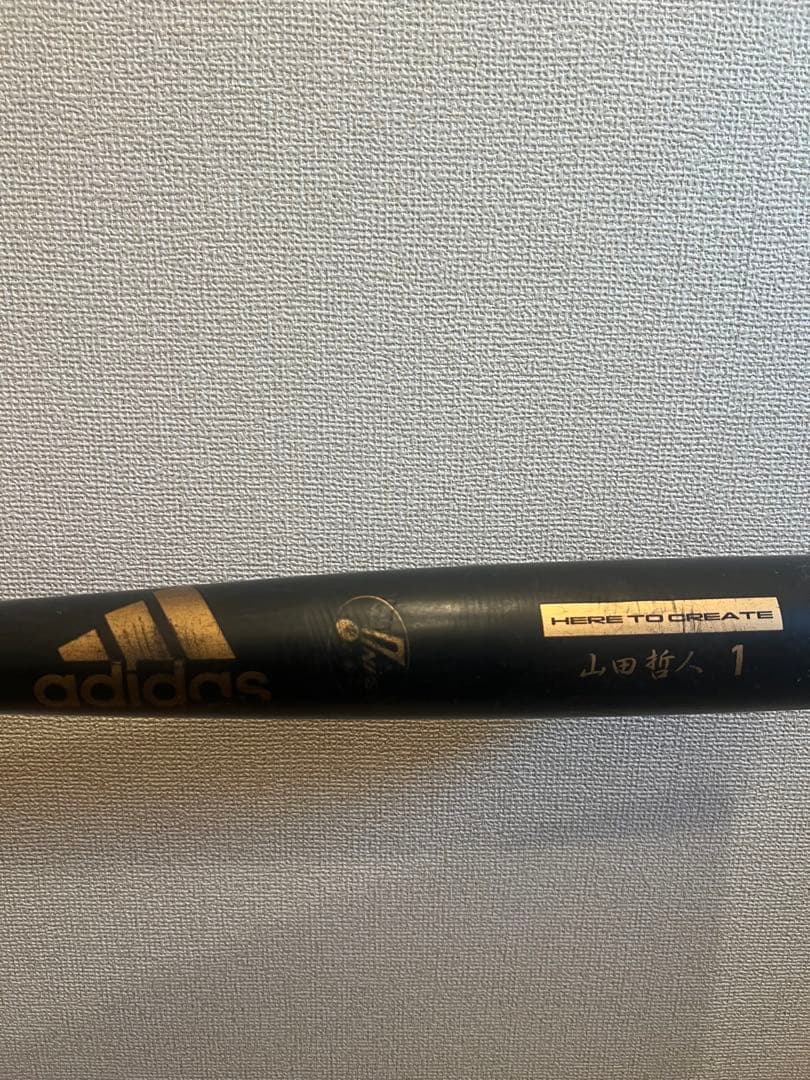 adidas
HERE TO CREATE
山田哲人 1